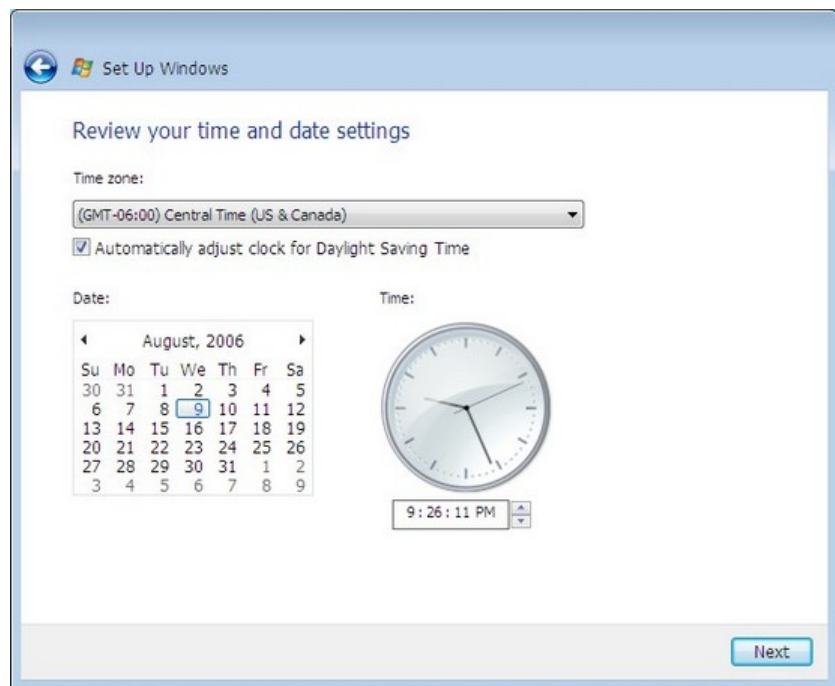 Set Up Windows
Review your time and date settings
Time zone:
(GMT-06:00) Central Time (US & Canada)
Automatically adjust clock for Daylight Saving Time
Date:
Time:
August, 2006
Su Mo Tu We Th Fr Sa
30 31 1 2 3 4 5
6 7 8 9 10 11 12
13 14 15 16 17 18 19
20 21 22 23 24 25 26
27 28 29 30 31 1 2
3 4 5 6 7 8 9
9:26:11 PM
Next